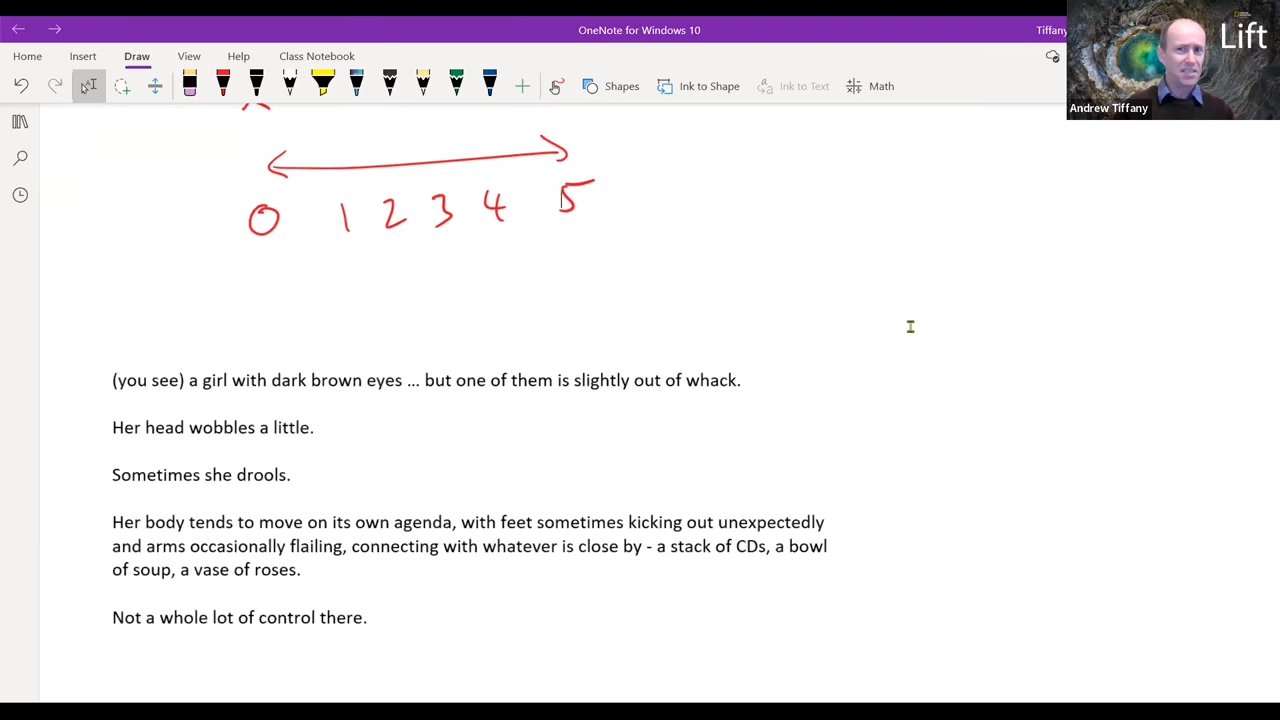 OneNote for Windows 10
Tiffany
Lift
Home
Insert
Draw
View
Help
Class Notebook
Shapes
Ink to Shape
Ink to Text
Math
Andrew Tiffany
0 1 2 3 4 5
(you see) a girl with dark brown eyes ... but one of them is slightly out of whack.
Her head wobbles a little.
Sometimes she drools.
Her body tends to move on its own agenda, with feet sometimes kicking out unexpectedly
and arms occasionally flailing, connecting with whatever is close by - a stack of CDs, a bowl
of soup, a vase of roses.
Not a whole lot of control there.